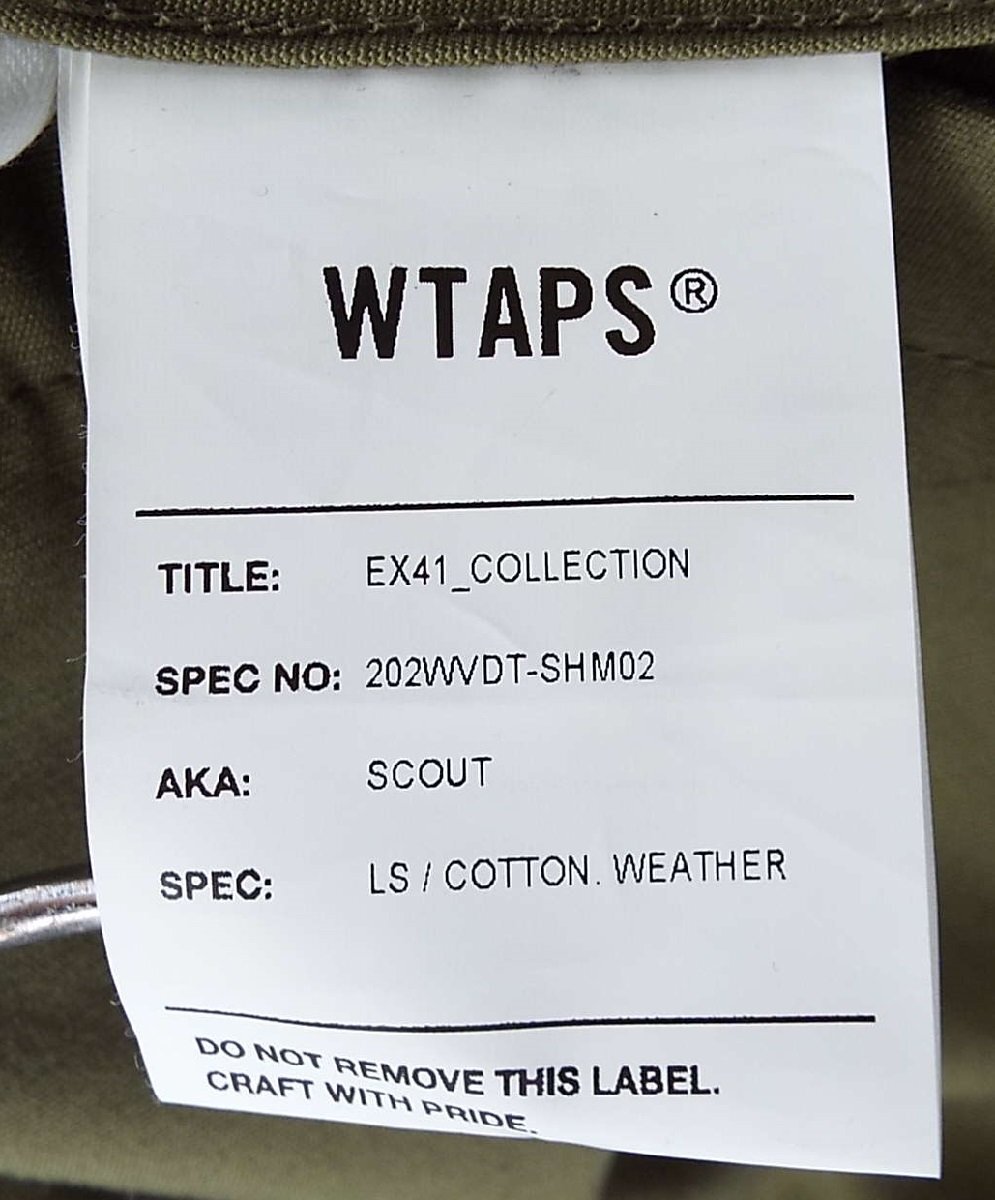 WTAPS®
TITLE: EX41_COLLECTION
SPEC NO: 202WVDT-SHM02
AKA: SCOUT
SPEC: LS / COTTON. WEATHER
DO NOT REMOVE THIS LABEL.
CRAFT WITH PRIDE.